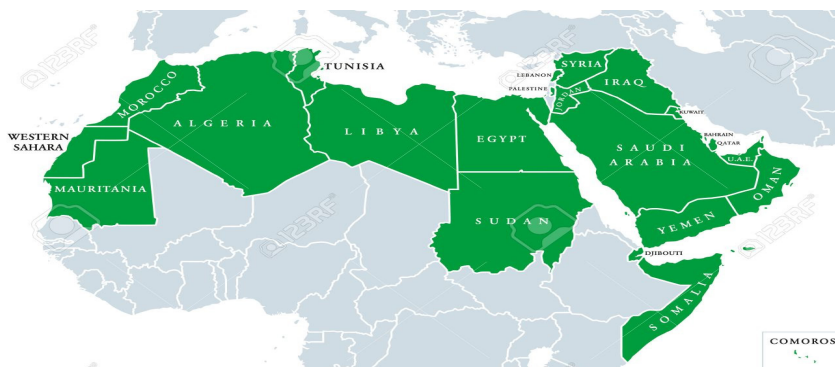 TUNISIA
MOROCCO
ALGERIA
LIBYA
EGYPT
WESTERN
SAHARA
MAURITANIA
SUDAN
LEBANON
SYRIA
PALESTINE
JORDAN
IRAQ
KUWAIT
BAHRAIN
QATAR
SAUDI
ARABIA
U.A.E.
OMAN
YEMEN
DJIBOUTI
SOMALIA
COMOROS
123RF